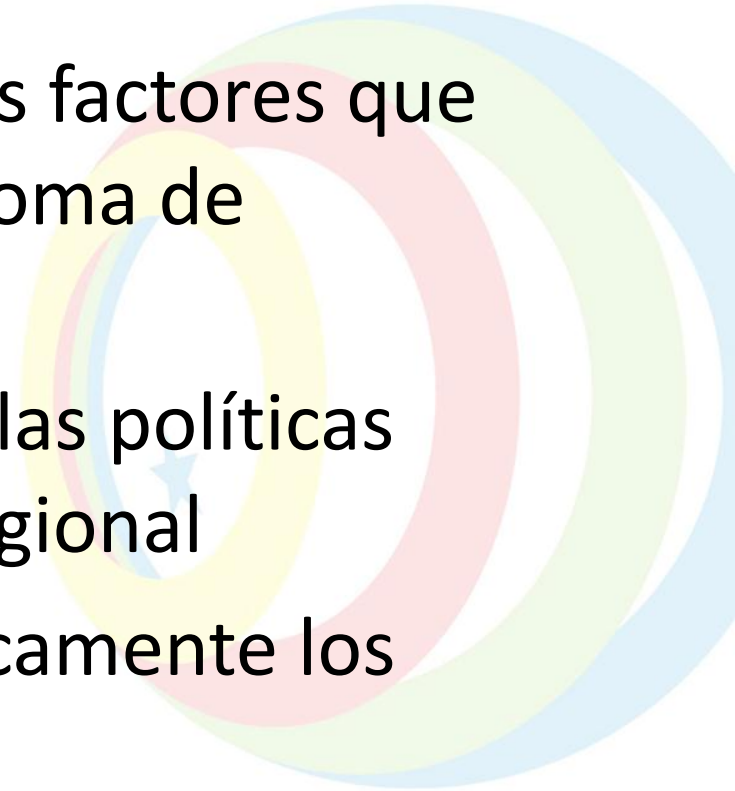 s factores que
oma de
las políticas
gional
camente los